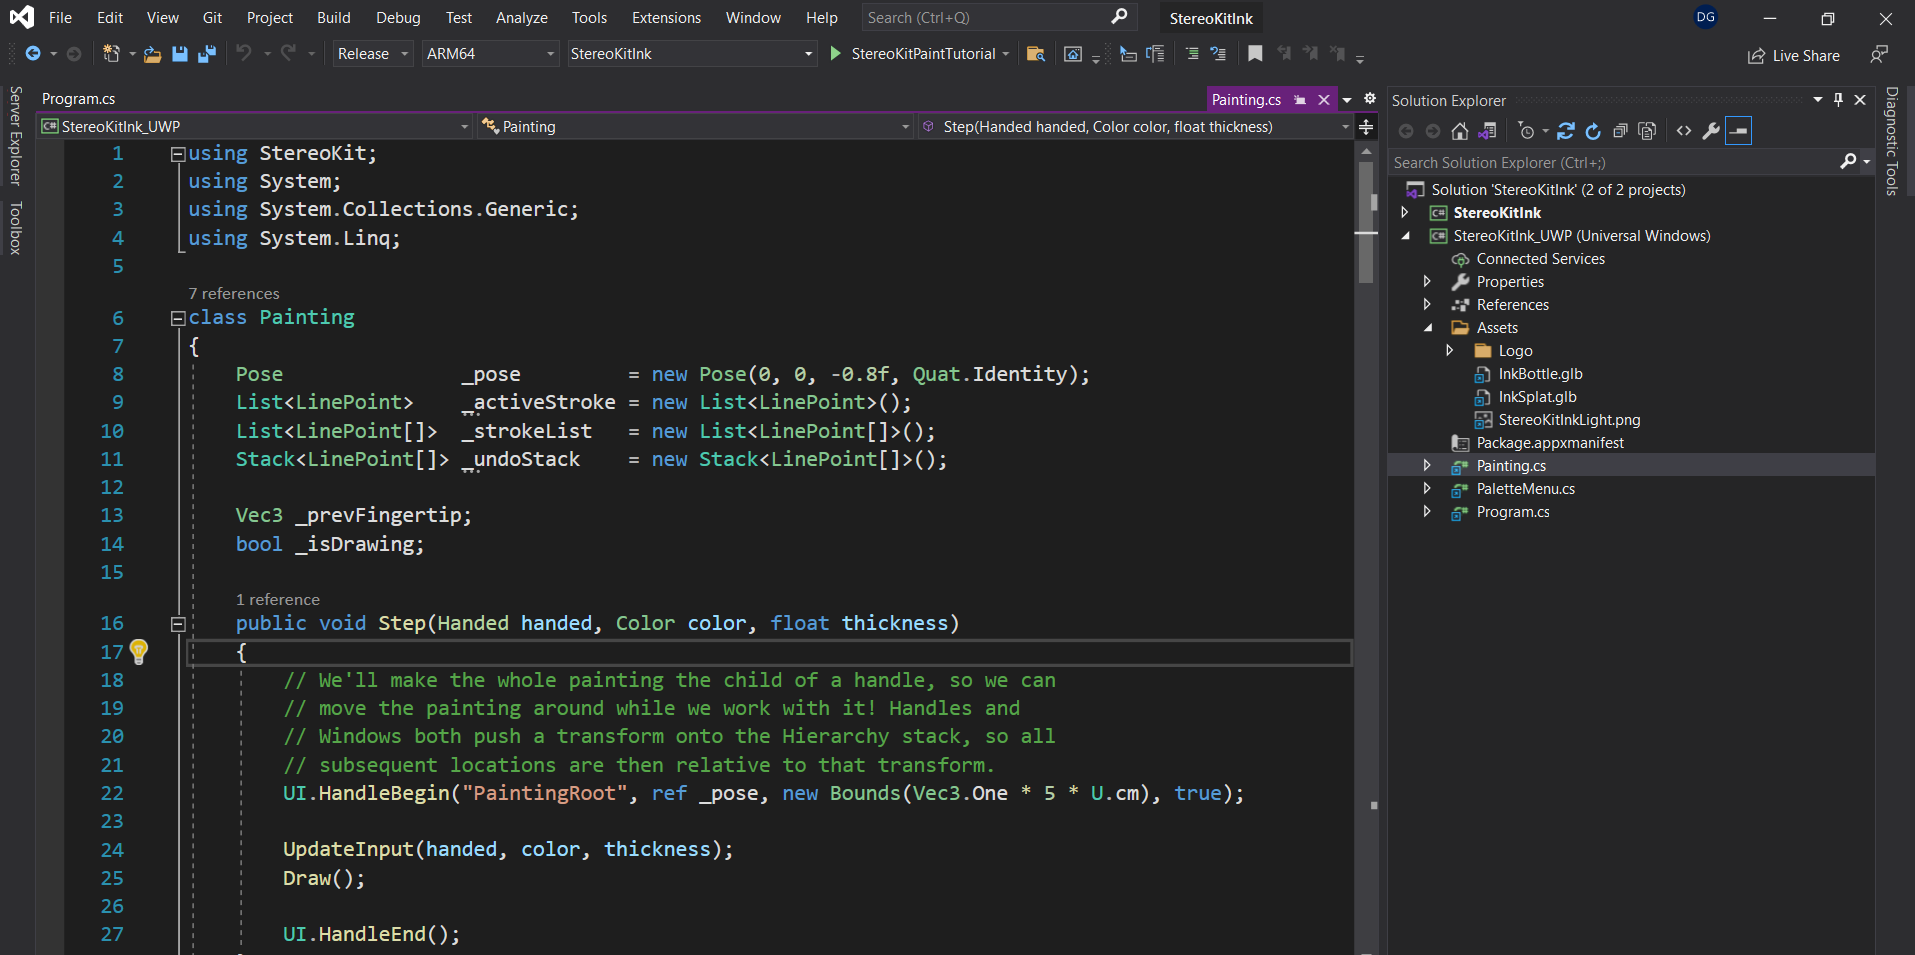 File Edit View Git Project Build Debug Test Analyze Tools Extensions Window Help Search (Ctrl+Q) StereoKitInk DG
Release ARM64 StereoKitInk StereoKitPaintTutorial Live Share
Server Explorer
Toolbox
Program.cs Painting.cs
StereoKitInk_UWP Painting Step(Handed handed, Color color, float thickness)
1 using StereoKit;
2 using System;
3 using System.Collections.Generic;
4 using System.Linq;
5
7 references
6 class Painting
7 {
8 Pose _pose = new Pose(0, 0, -0.8f, Quat.Identity);
9 List<LinePoint> _activeStroke = new List<LinePoint>();
10 List<LinePoint[]> _strokeList = new List<LinePoint[]>();
11 Stack<LinePoint[]> _undoStack = new Stack<LinePoint[]>();
12
13 Vec3 _prevFingertip;
14 bool _isDrawing;
15
1 reference
16 public void Step(Handed handed, Color color, float thickness)
17 {
18 // We'll make the whole painting the child of a handle, so we can
19 // move the painting around while we work with it! Handles and
20 // Windows both push a transform onto the Hierarchy stack, so all
21 // subsequent locations are then relative to that transform.
22 UI.HandleBegin("PaintingRoot", ref _pose, new Bounds(Vec3.One * 5 * U.cm), true);
23
24 UpdateInput(handed, color, thickness);
25 Draw();
26
27 UI.HandleEnd();
Solution Explorer
Search Solution Explorer (Ctrl+;)
Solution 'StereoKitInk' (2 of 2 projects)
C# StereoKitInk
C# StereoKitInk_UWP (Universal Windows)
Connected Services
Properties
References
Assets
Logo
InkBottle.glb
InkSplat.glb
StereoKitInkLight.png
Package.appxmanifest
Painting.cs
PaletteMenu.cs
Program.cs
Diagnostic Tools